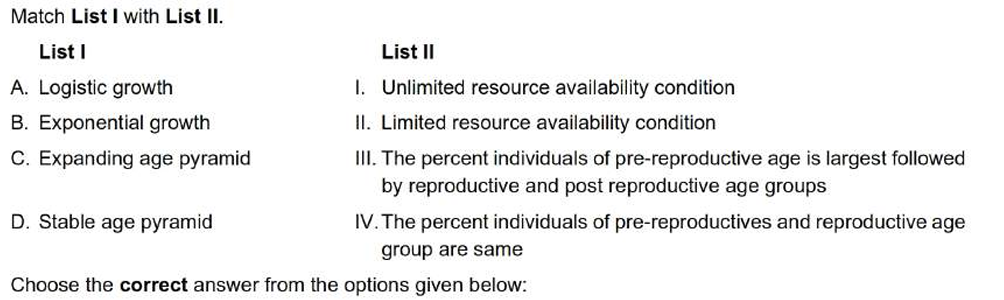 Match List I with List II.
List I List II
A. Logistic growth I. Unlimited resource availability condition
B. Exponential growth II. Limited resource availability condition
C. Expanding age pyramid III. The percent individuals of pre-reproductive age is largest followed
by reproductive and post reproductive age groups
D. Stable age pyramid IV. The percent individuals of pre-reproductives and reproductive age
group are same
Choose the correct answer from the options given below: